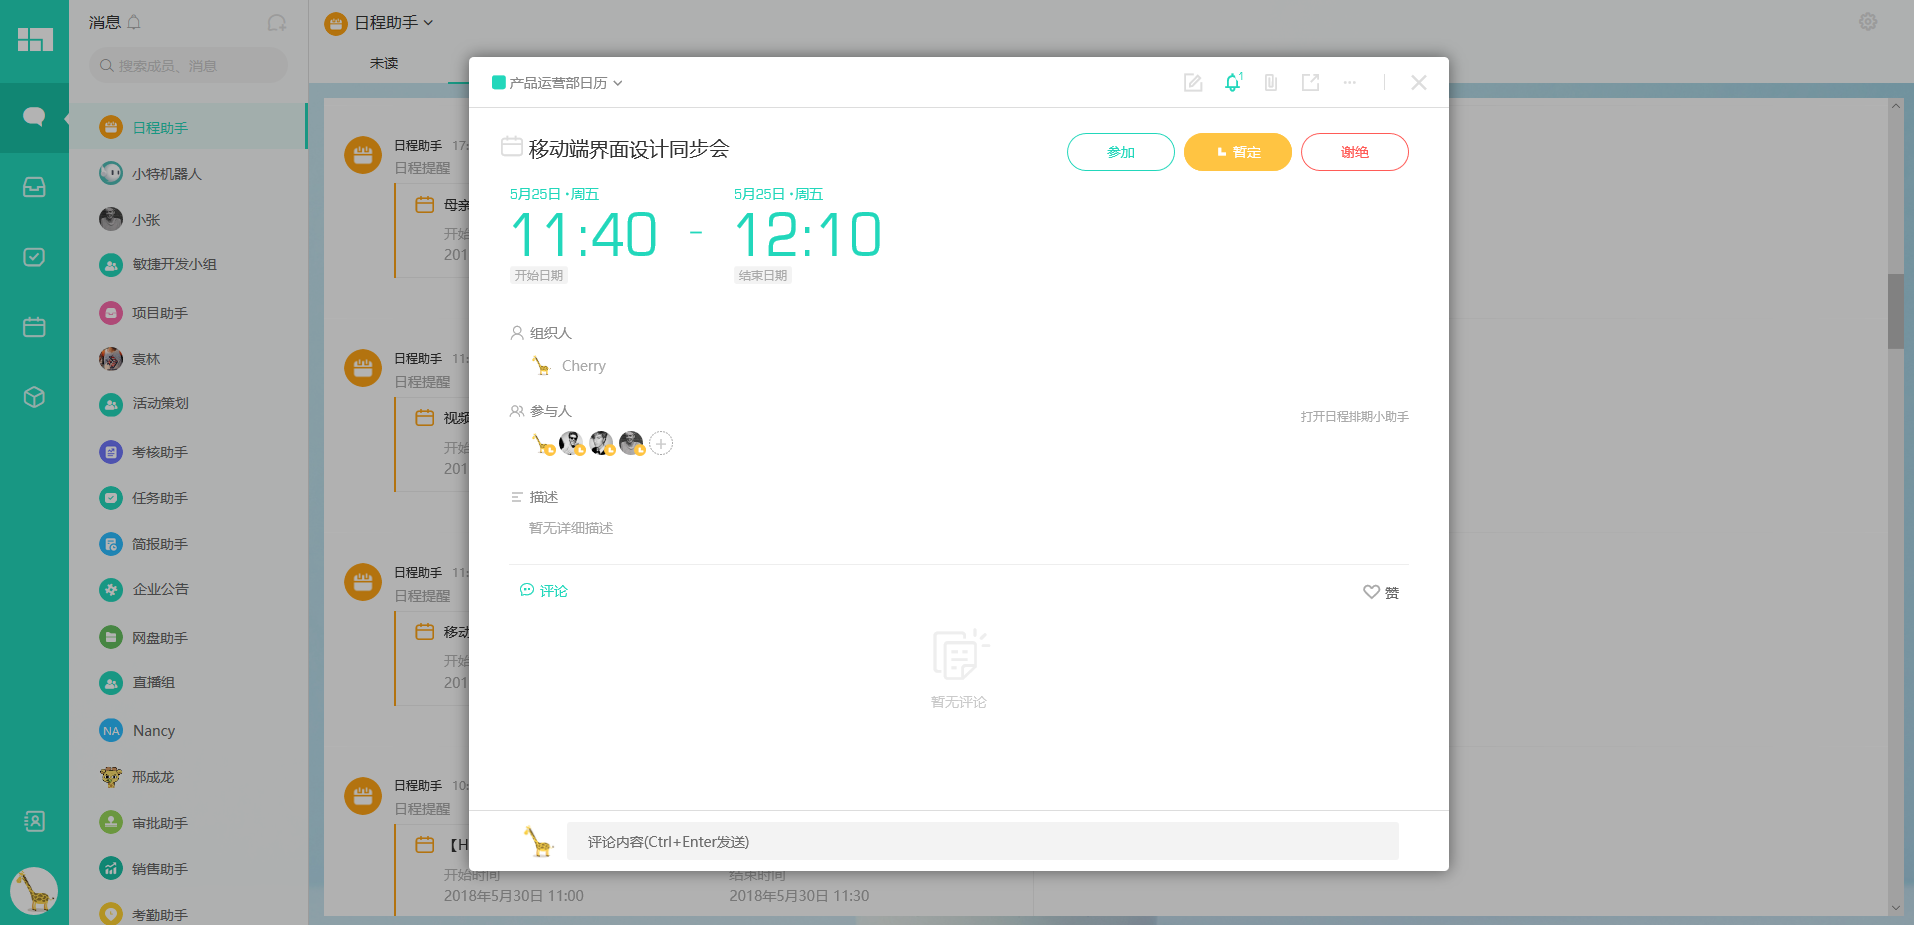 消息
搜索成员、消息
日程助手
小特机器人
小张
敏捷开发小组
项目助手
袁林
活动策划
考核助手
任务助手
简报助手
企业公告
网盘助手
直播组
NA Nancy
邢成龙
审批助手
销售助手
考勤助手
日程助手
未读
日程助手 17:
日程提醒
母亲
开始
201
日程助手 11:
日程提醒
视频
开始
201
日程助手 11:
日程提醒
移动
开始
201
日程助手 10:
日程提醒
【H
开始时间 结束时间
2018年5月30日 11:00 2018年5月30日 11:30
产品运营部日历
1
移动端界面设计同步会
参加 暂定 谢绝
5月25日 • 周五 5月25日 • 周五
11:40 - 12:10
开始日期 结束日期
组织人
Cherry
参与人
打开日程排期小助手
描述
暂无详细描述
评论 赞
暂无评论
评论内容(Ctrl+Enter发送)